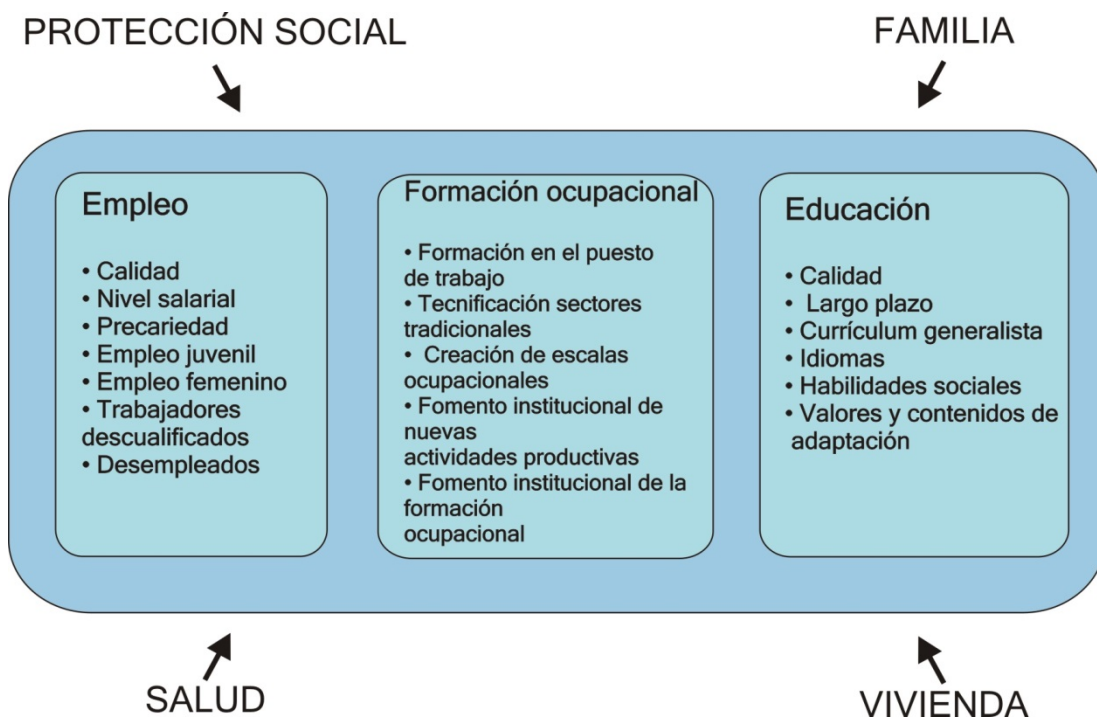 PROTECCIÓN SOCIAL
FAMILIA
Empleo
• Calidad
• Nivel salarial
• Precariedad
• Empleo juvenil
• Empleo femenino
• Trabajadores
descualificados
• Desempleados
Formación ocupacional
• Formación en el puesto
de trabajo
• Tecnificación sectores
tradicionales
• Creación de escalas
ocupacionales
• Fomento institucional de
nuevas
actividades productivas
• Fomento institucional de la
formación
ocupacional
Educación
• Calidad
• Largo plazo
• Currículum generalista
• Idiomas
• Habilidades sociales
• Valores y contenidos de
adaptación
SALUD
VIVIENDA